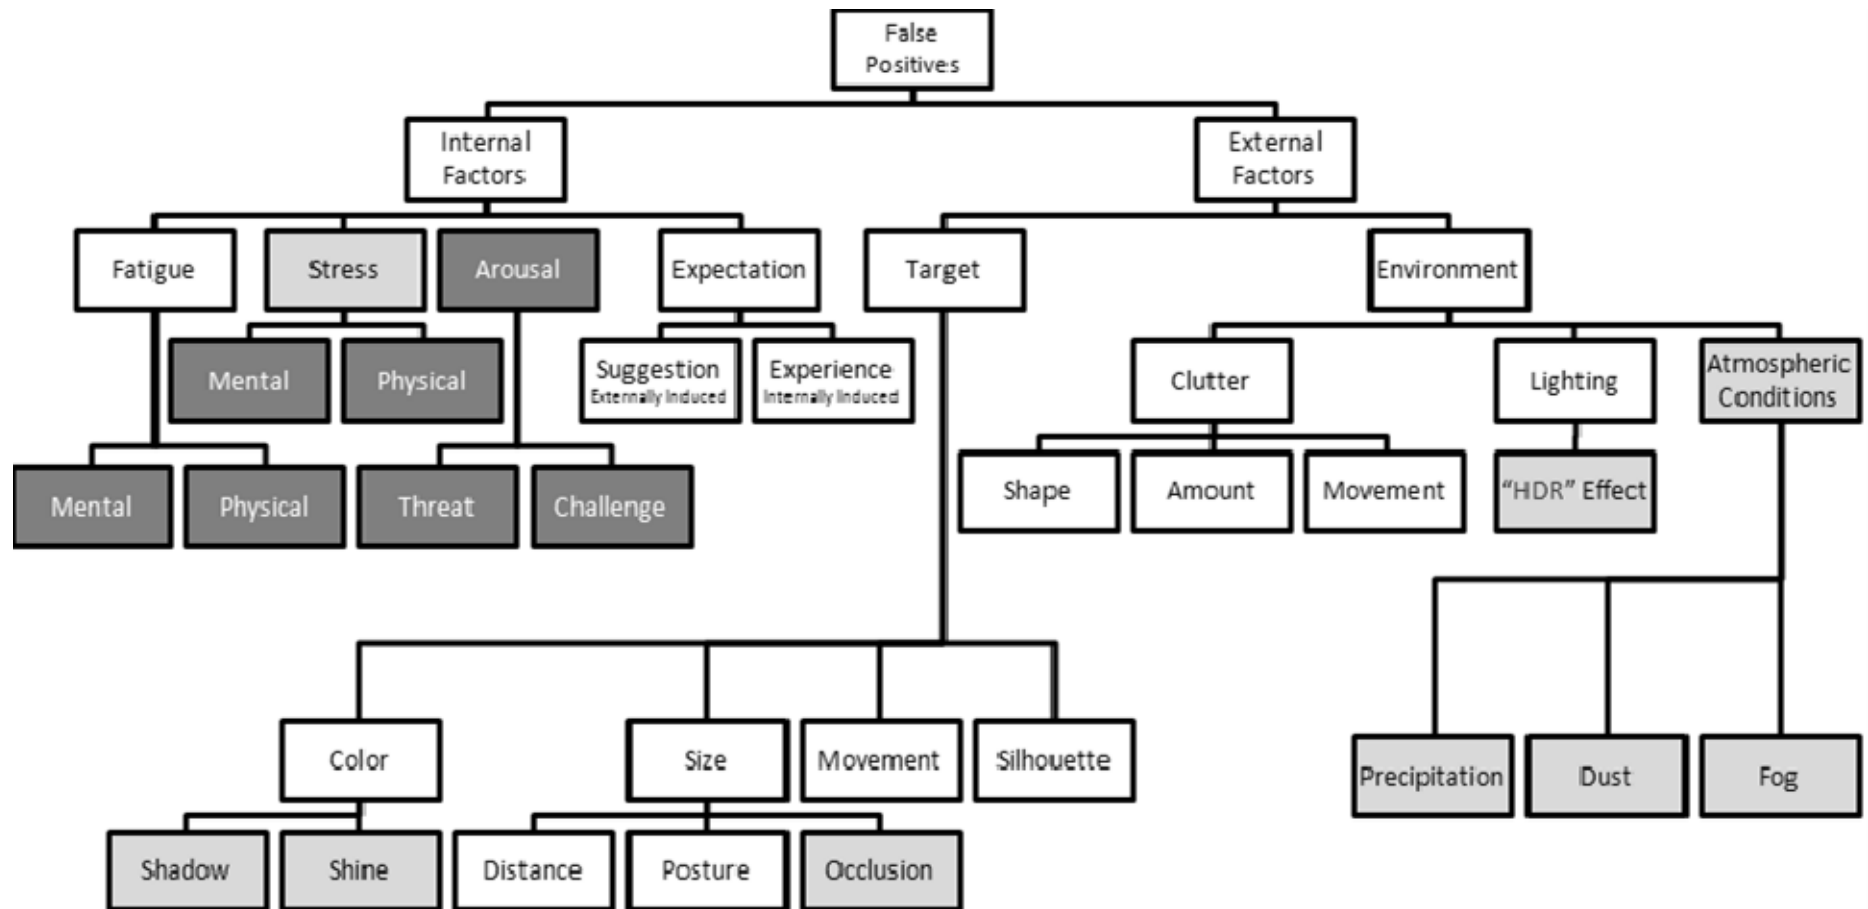 False
Positives
Internal
Factors
External
Factors
Fatigue
Stress
Arousal
Expectation
Target
Environment
Mental
Physical
Suggestion
Externally Induced
Experience
Internally Induced
Clutter
Lighting
Atmospheric
Conditions
Mental
Physical
Threat
Challenge
Shape
Amount
Movement
“HDR” Effect
Color
Size
Movement
Silhouette
Precipitation
Dust
Fog
Shadow
Shine
Distance
Posture
Occlusion